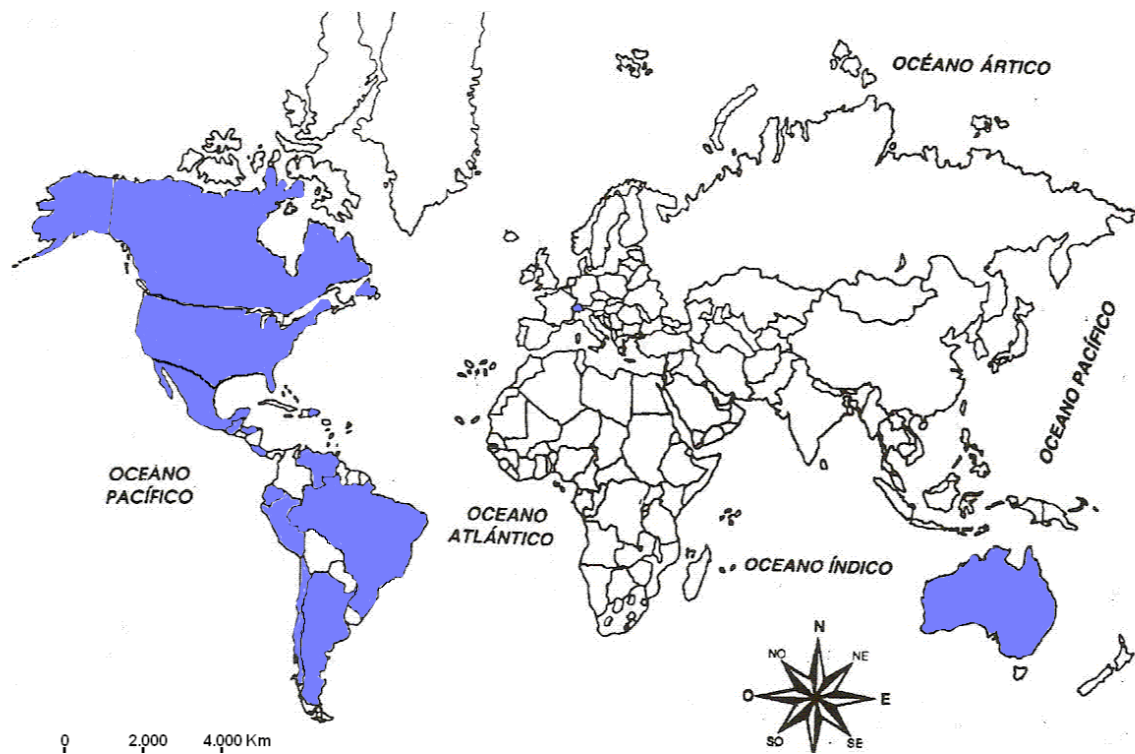 OCÉANO ÁRTICO
OCEANO PACÍFICO
OCEANO
PACÍFICO
OCEANO
ATLÁNTICO
OCEANO ÍNDICO
N
NO
NE
O
E
SO
SE
S
0 2.000 4.000 Km